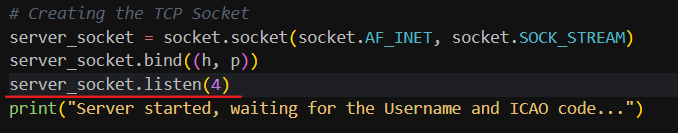 # Creating the TCP Socket
server_socket = socket.socket(socket.AF_INET, socket.SOCK_STREAM)
server_socket.bind((h, p))
server_socket.listen(4)
print("Server started, waiting for the Username and ICAO code...")